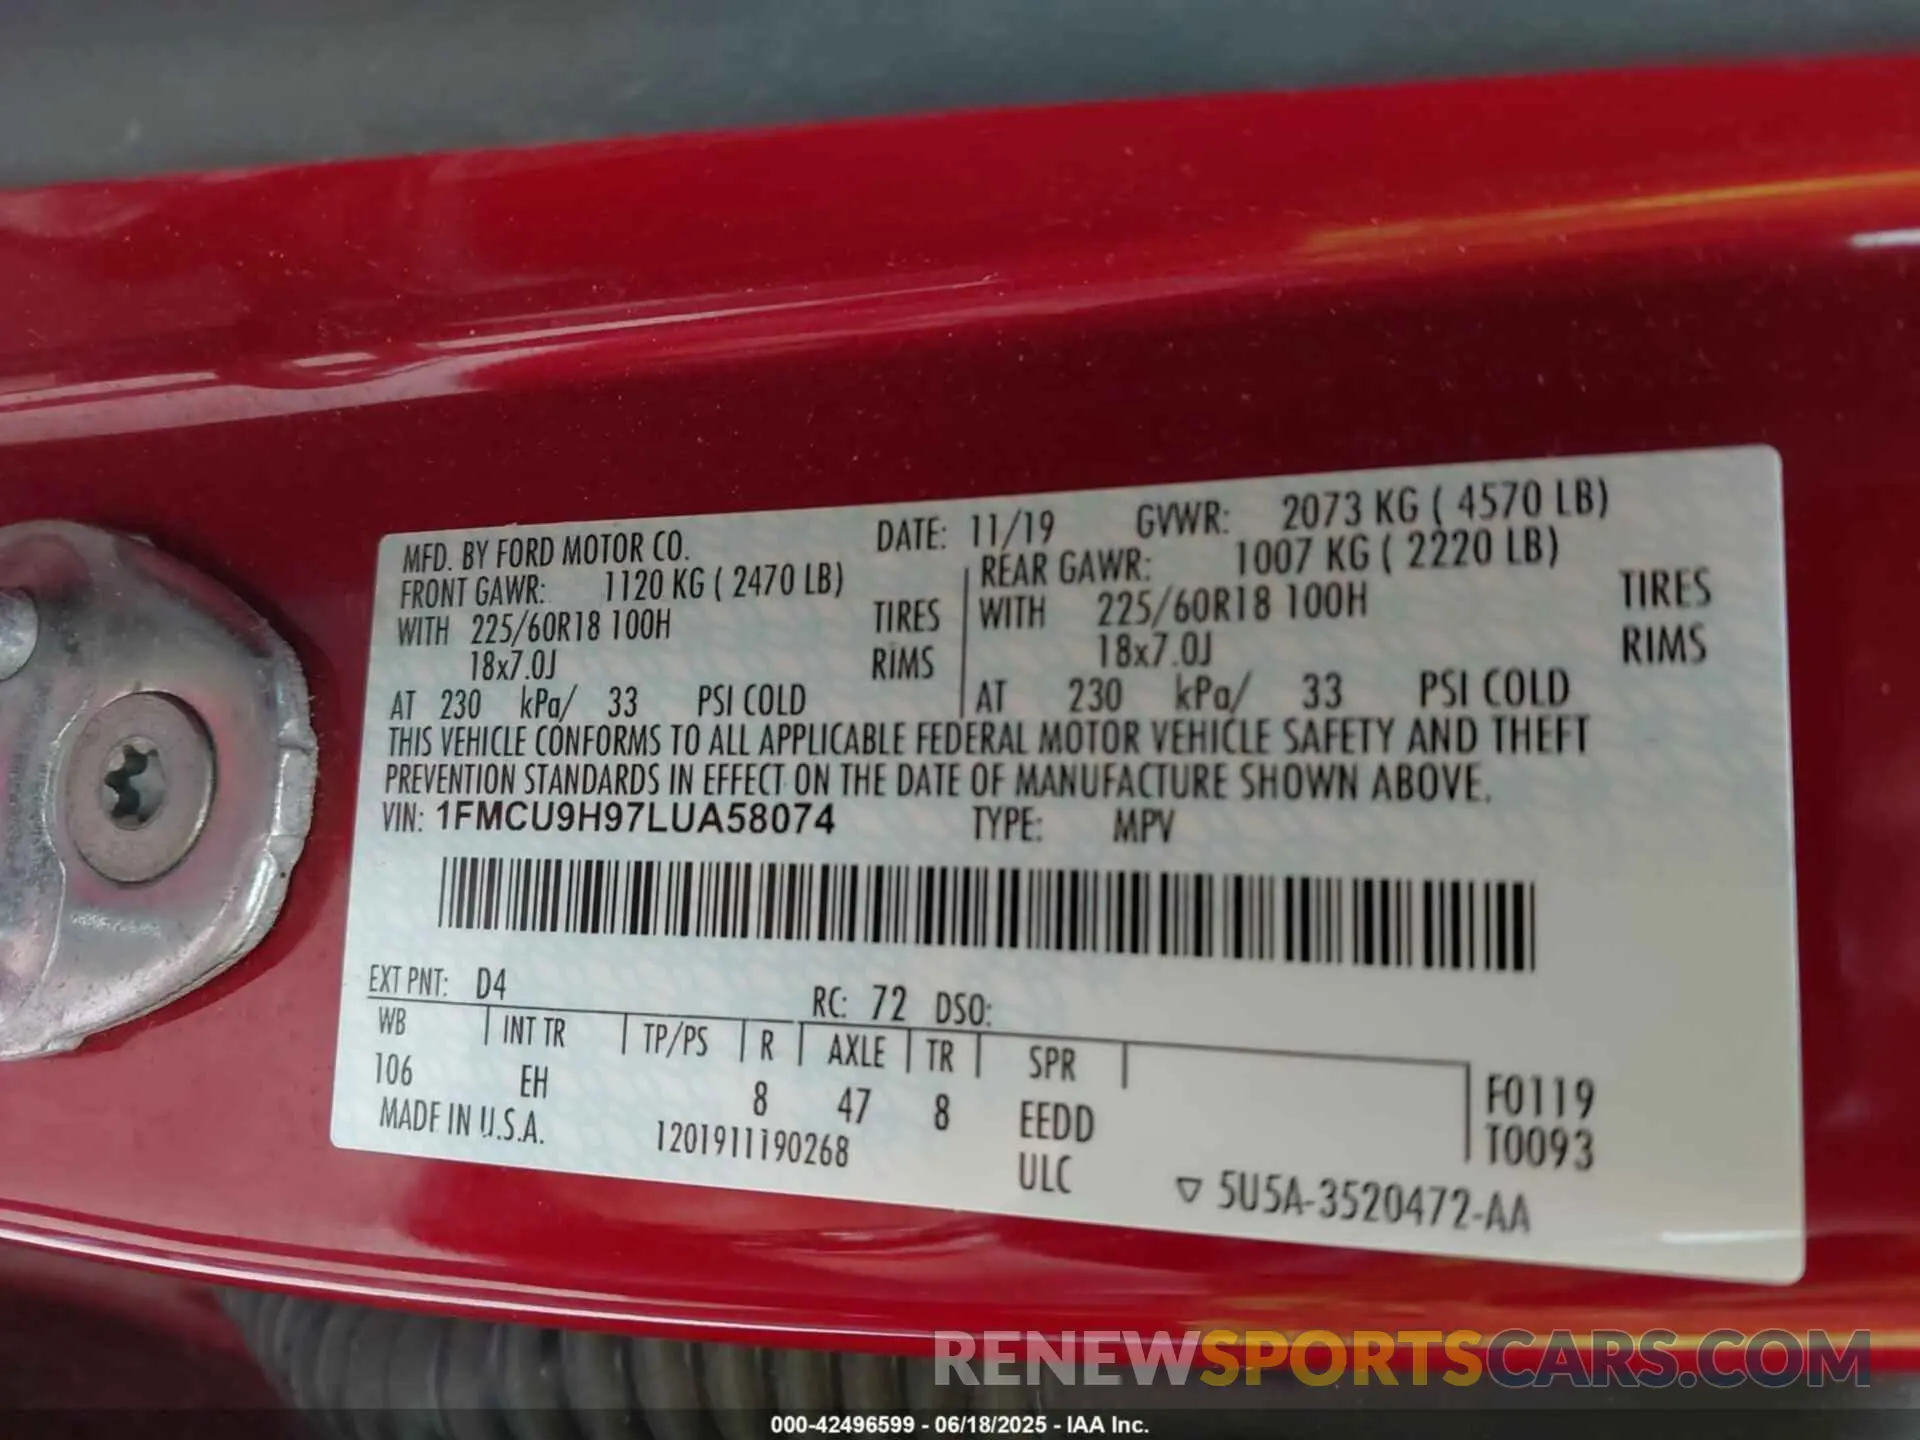 MFD. BY FORD MOTOR CO. DATE: 11/19 GVWR: 2073 KG ( 4570 LB)
FRONT GAWR: 1120 KG ( 2470 LB) REAR GAWR: 1007 KG ( 2220 LB)
WITH 225/60R18 100H TIRES WITH 225/60R18 100H TIRES
18x7.0J RIMS 18x7.0J RIMS
AT 230 kPa/ 33 PSI COLD AT 230 kPa/ 33 PSI COLD
THIS VEHICLE CONFORMS TO ALL APPLICABLE FEDERAL MOTOR VEHICLE SAFETY AND THEFT
PREVENTION STANDARDS IN EFFECT ON THE DATE OF MANUFACTURE SHOWN ABOVE.
VIN: 1FMCU9H97LUA58074 TYPE: MPV
EXT PNT: D4 RC: 72 DSO:
WB INT TR TP/PS R AXLE TR SPR
106 EH 8 47 8 EEDD F0119
MADE IN U.S.A. 1201911190268 ULC T0093
5U5A-3520472-AA
RENEWSPORTSCARS.COM
000-42496599 - 06/18/2025 - IAA Inc.